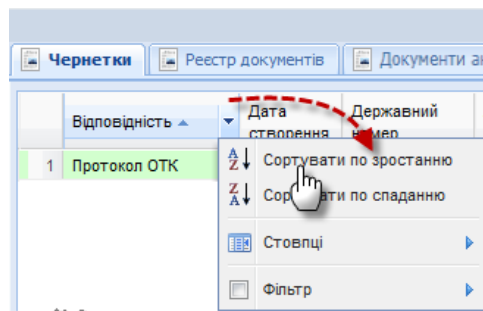 Чернетки Реєстр документів Документи
Відповідність Дата створення Державний номер
1 Протокол ОТК
Сортувати по зростанню
Сортувати по спаданню
Стовпці
Фільтр